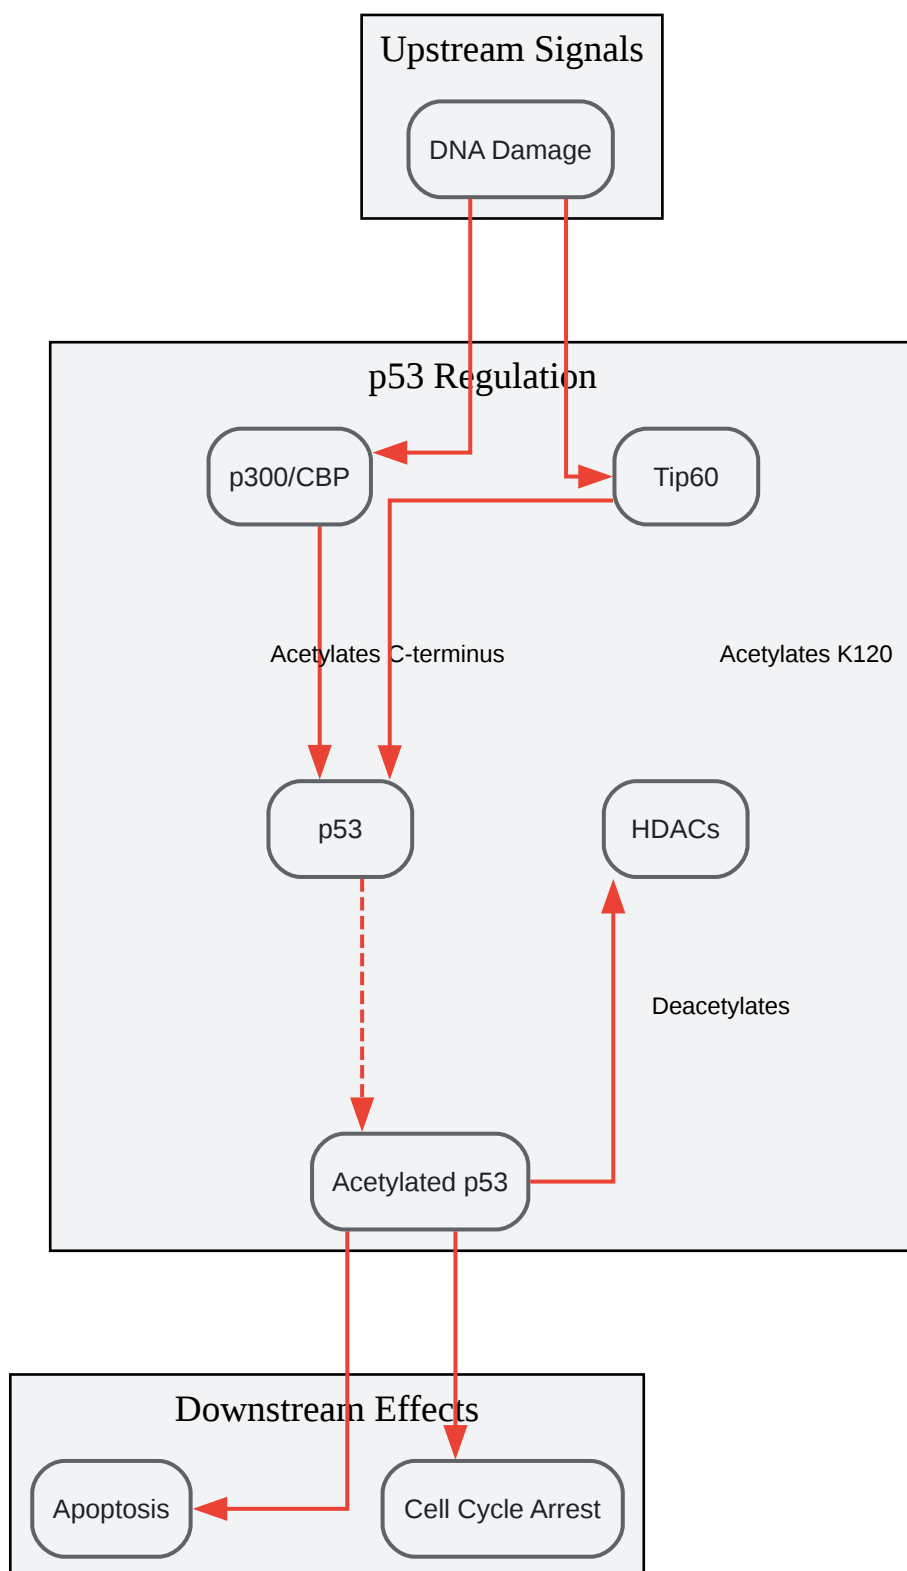 Upstream Signals
DNA Damage
p53 Regulation
p300/CBP
Tip60
Acetylates C-terminus
Acetylates K120
p53
HDACs
Deacetylates
Acetylated p53
Downstream Effects
Apoptosis
Cell Cycle Arrest